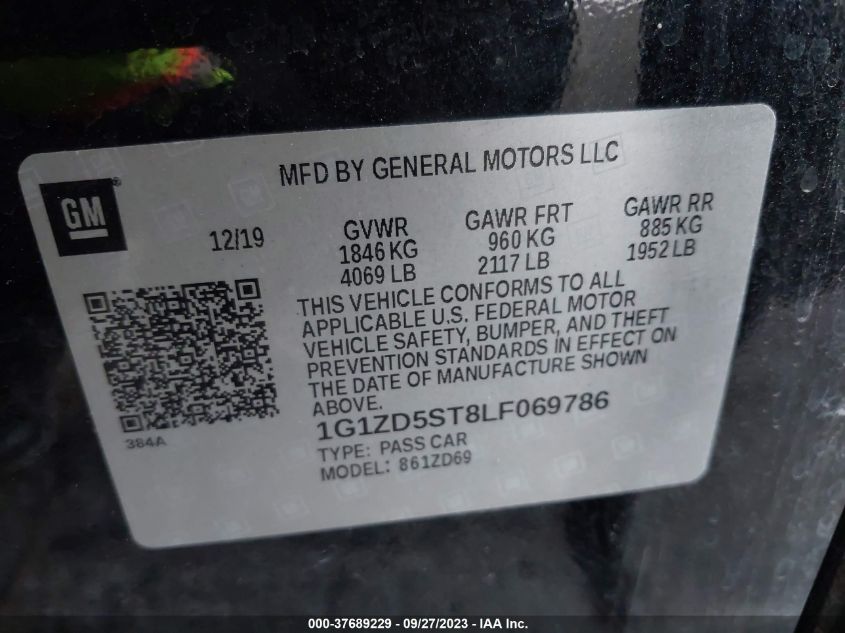 MFD BY GENERAL MOTORS LLC
GM
12/19
GVWR
1846 KG
4069 LB
GAWR FRT
960 KG
2117 LB
GAWR RR
885 KG
1952 LB
THIS VEHICLE CONFORMS TO ALL
APPLICABLE U.S. FEDERAL MOTOR
VEHICLE SAFETY, BUMPER, AND THEFT
PREVENTION STANDARDS IN EFFECT ON
THE DATE OF MANUFACTURE SHOWN
ABOVE.
384A
1G1ZD5ST8LF069786
TYPE: PASS CAR
MODEL: 861ZD69
000-37689229 - 09/27/2023 - IAA Inc.